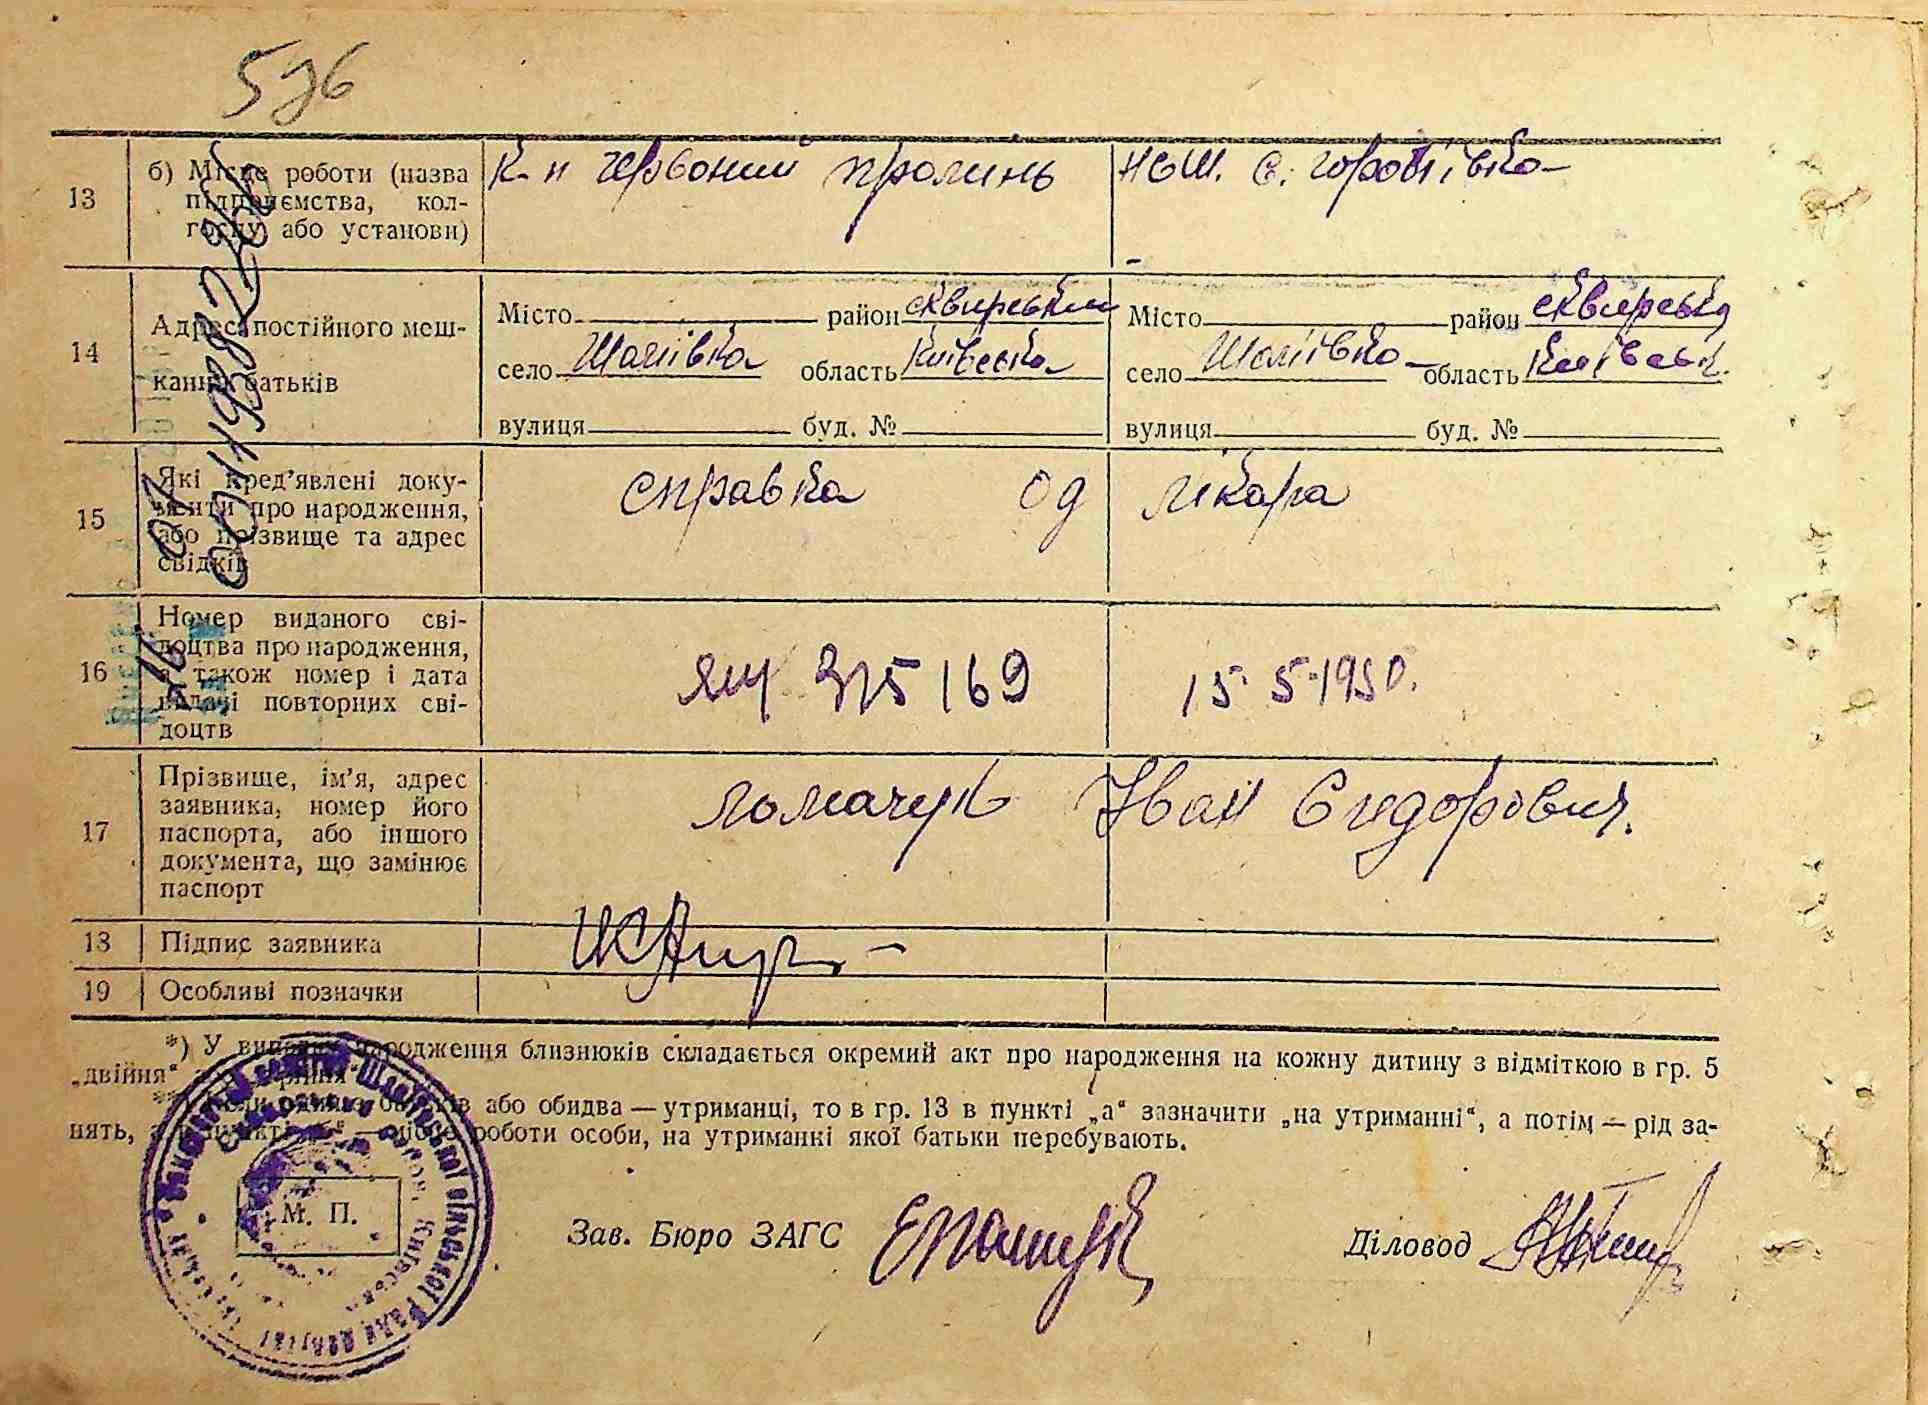 13
б) Місце роботи (назва
підприємства, кол-
госпу або установи)
К-п червоний промінь
НСШ. с. горобіївка
14
Адреса постійного меш-
кання батьків
Місто район сквирський
село Шаліївка область Київська
вулиця буд. №
Місто район сквирськ
село Шаліївка область Київськ.
вулиця буд. №
15
Які пред’явлені доку-
менти про народження,
або прізвище та адрес
свідків
справка од лікара
16
Номер виданого сві-
доцтва про народження,
а також номер і дата
видачі повторних сві-
доцтв
375169 15·5·1950.
17
Прізвище, ім’я, адрес
заявника, номер його
паспорта, або іншого
документа, що замінює
паспорт
Іван Сидорович.
18
Підпис заявника
19
Особливі позначки
*) У випадку народження близнюків складається окремий акт про народження на кожну дитину з відміткою в гр. 5
„двійня“
або обидва — утриманці, то в гр. 13 в пункті „а“ зазначити „на утриманні“, а потім — рід за-
нять, роботи особи, на утриманні якої батьки перебувають.
М. П.
Зав. Бюро ЗАГС
Діловод